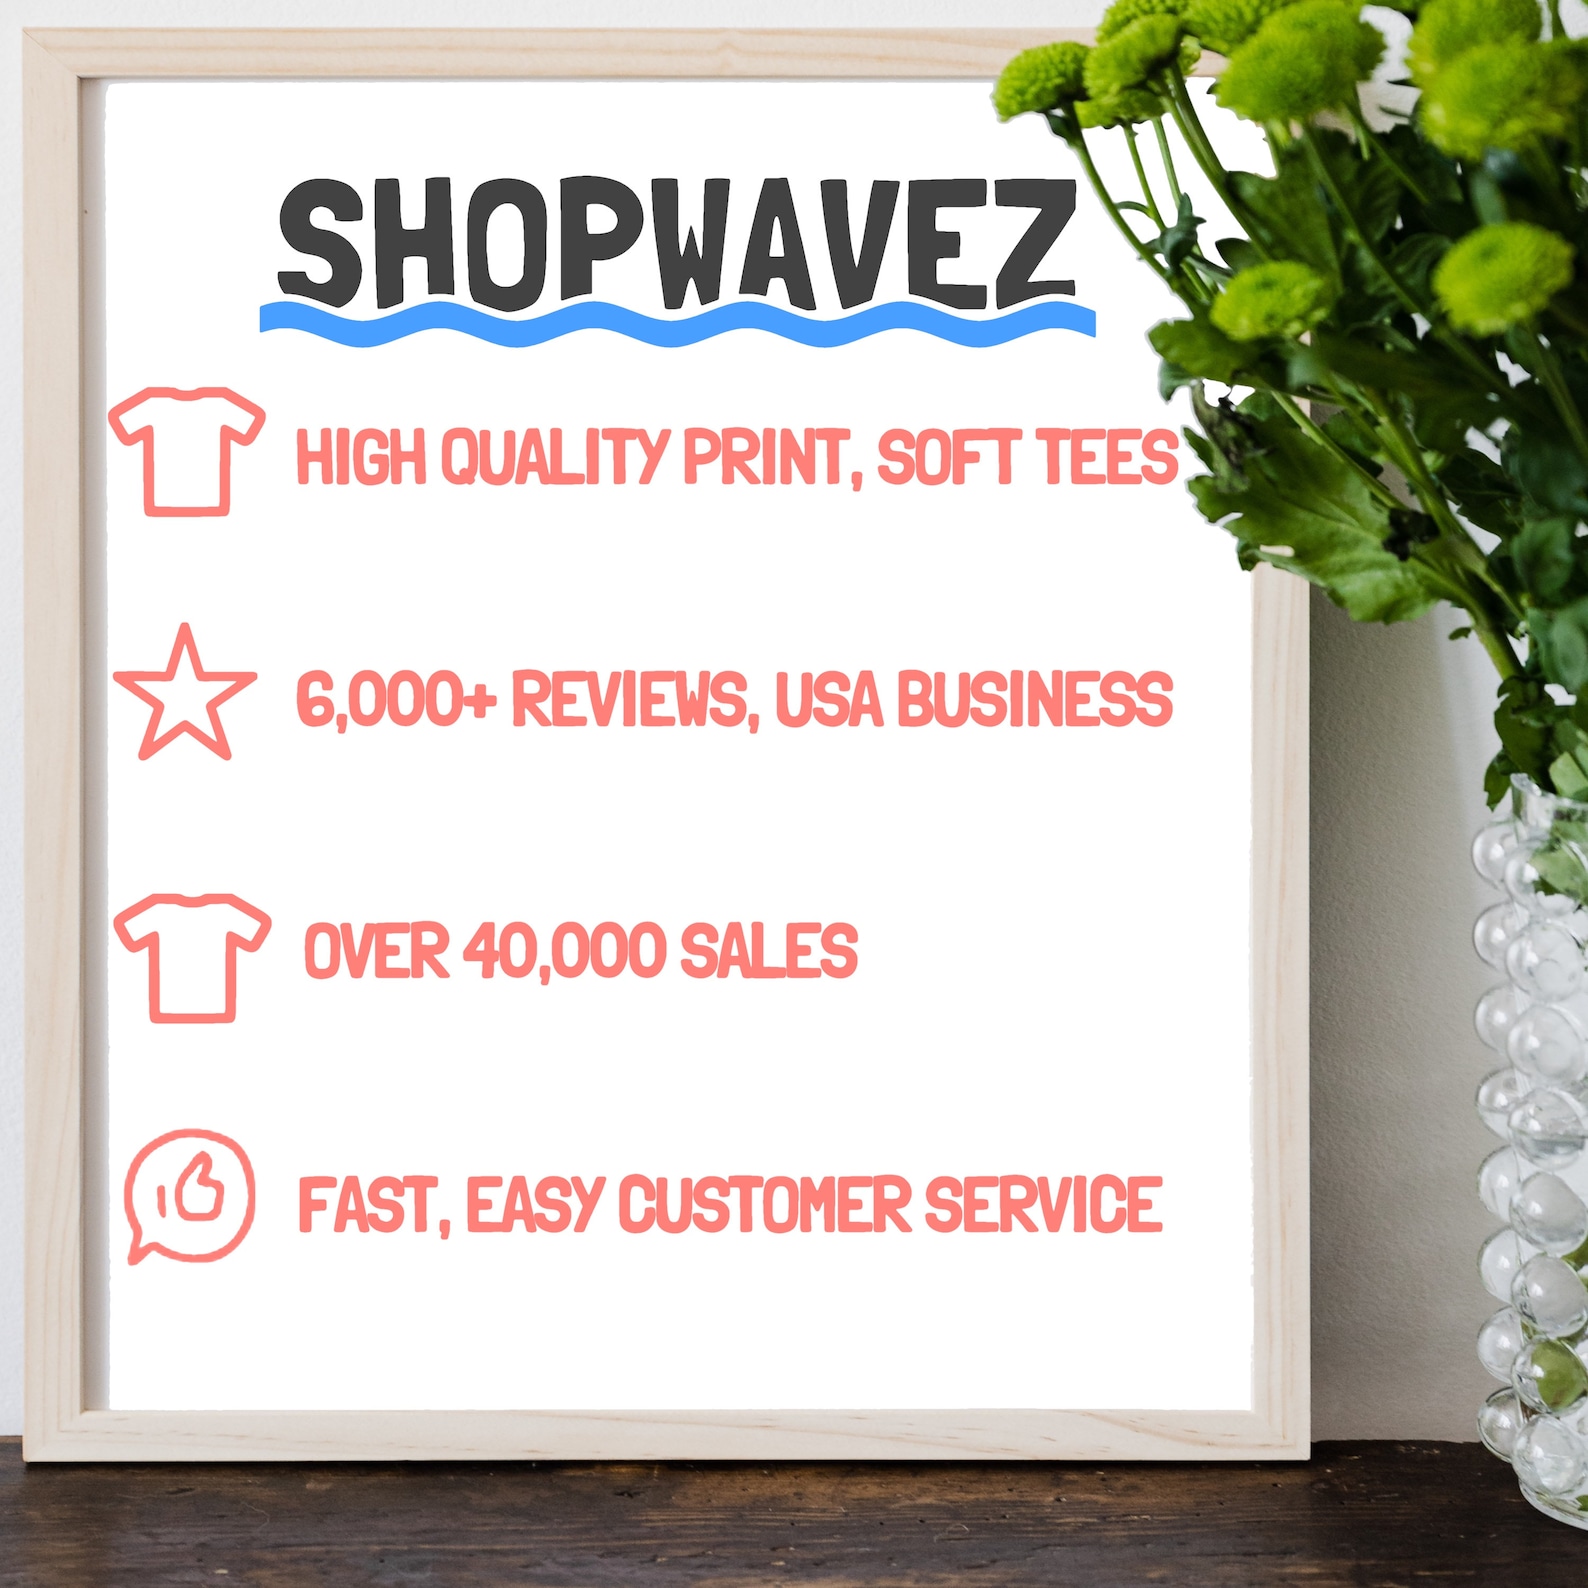 SHOPWAVEZ
HIGH QUALITY PRINT, SOFT TEES
6,000+ REVIEWS, USA BUSINESS
OVER 40,000 SALES
FAST, EASY CUSTOMER SERVICE